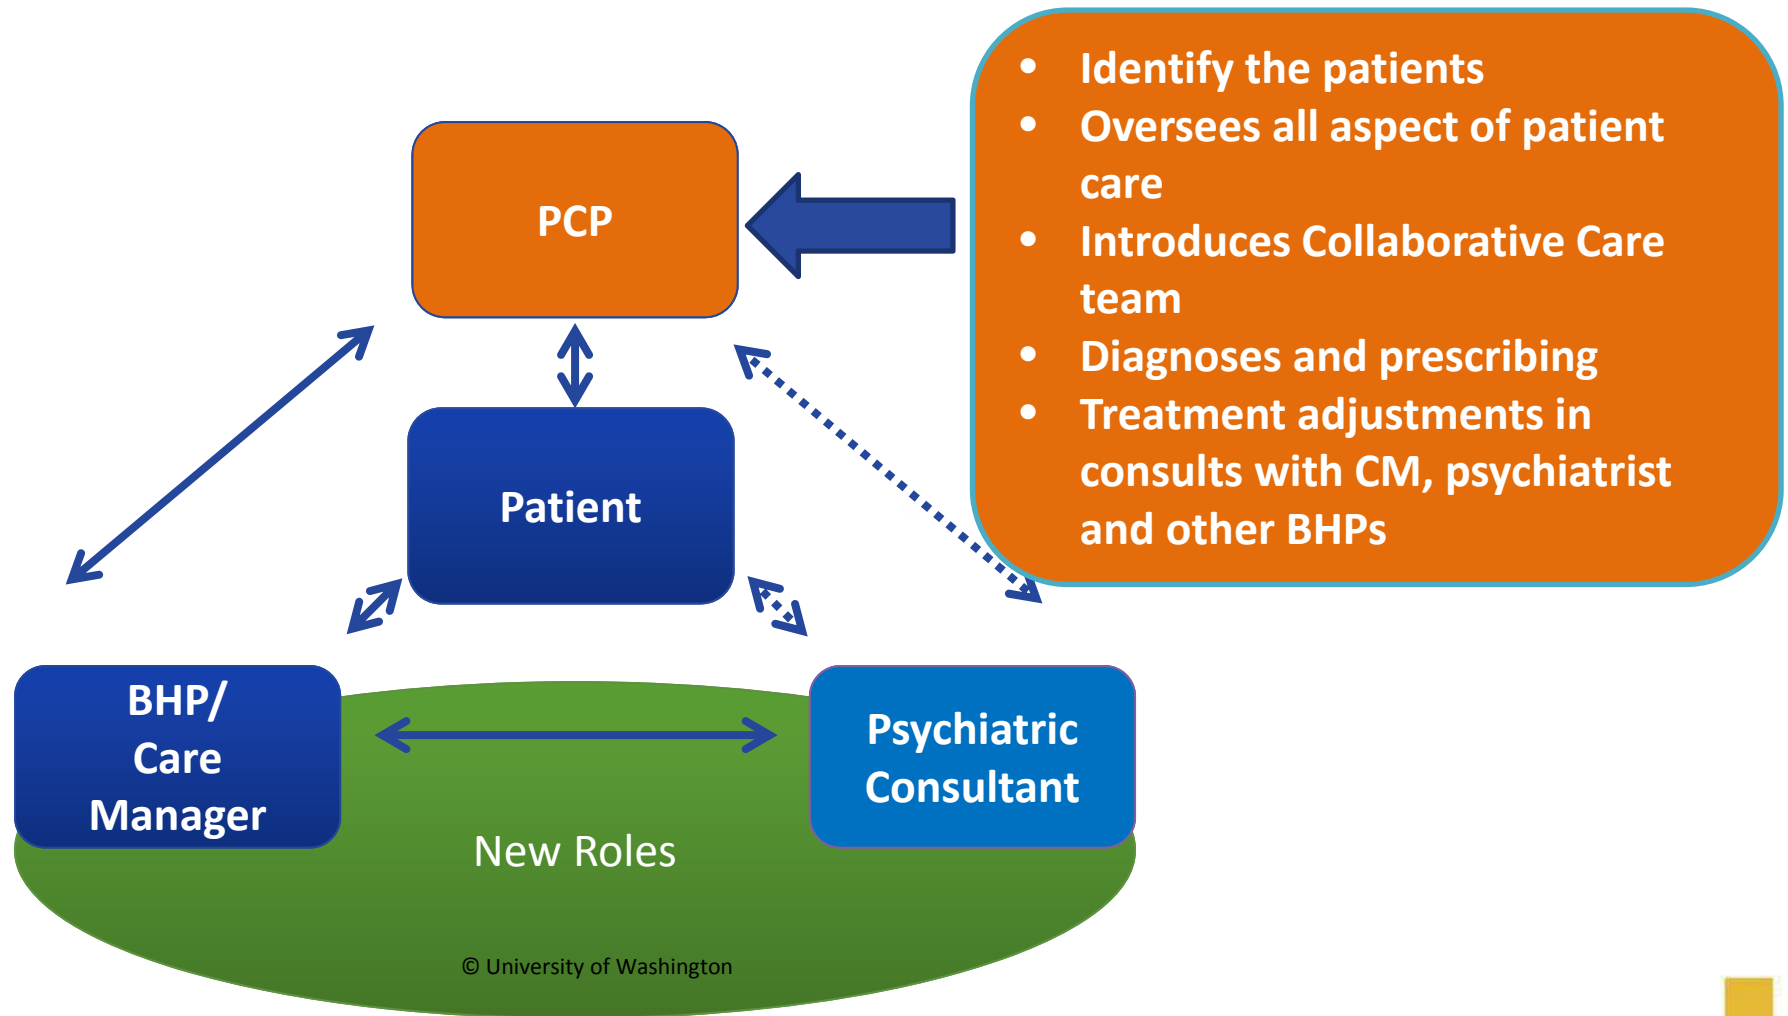 • Identify the patients
• Oversees all aspect of patient
care
• Introduces Collaborative Care
team
• Diagnoses and prescribing
• Treatment adjustments in
consults with CM, psychiatrist
and other BHPs
PCP
Patient
BHP/
Care
Manager
Psychiatric
Consultant
New Roles
© University of Washington